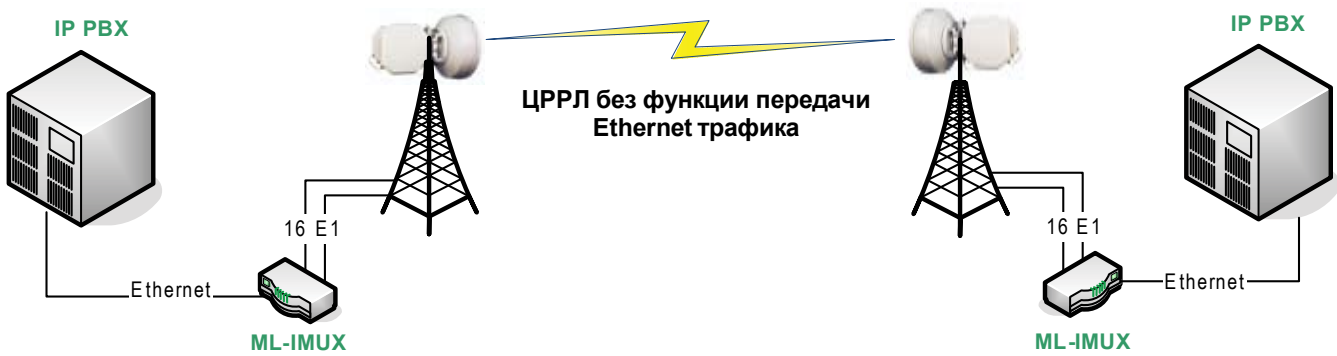 IP PBX
IP PBX
ЦРРЛ без функции передачи
Ethernet трафика
16 E1
16 E1
Ethernet
Ethernet
ML-IMUX
ML-IMUX